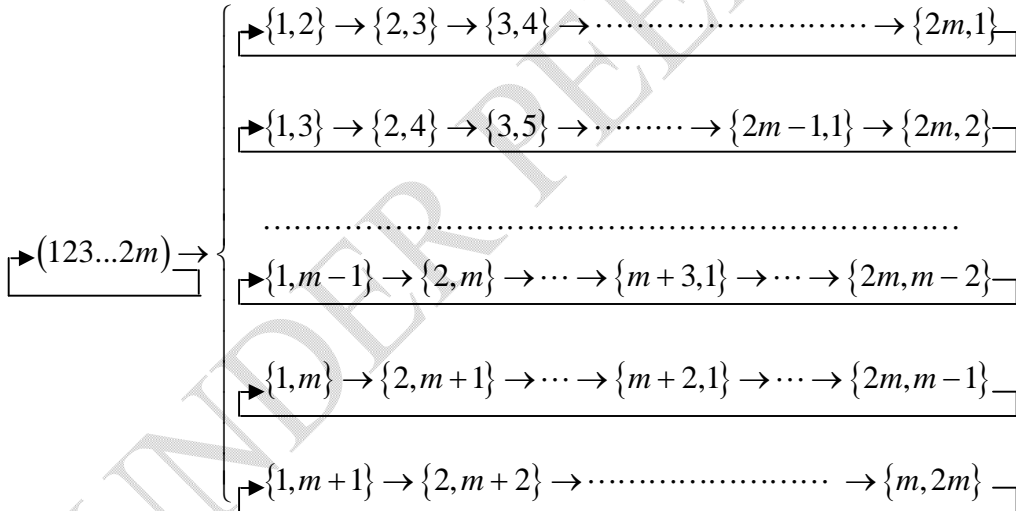 {1,2} → {2,3} → {3,4} → ⋯⋯⋯⋯⋯⋯⋯⋯⋯ → {2m,1}
{1,3} → {2,4} → {3,5} → ⋯⋯⋯ → {2m−1,1} → {2m,2}
⋯⋯⋯⋯⋯⋯⋯⋯⋯⋯⋯⋯⋯⋯⋯⋯⋯⋯⋯⋯⋯⋯
(123...2m) →
{1,m−1} → {2,m} → ⋯ → {m+3,1} → ⋯ → {2m,m−2}
{1,m} → {2,m+1} → ⋯ → {m+2,1} → ⋯ → {2m,m−1}
{1,m+1} → {2,m+2} → ⋯⋯⋯⋯⋯⋯⋯⋯ → {m,2m}
UNDER PEE